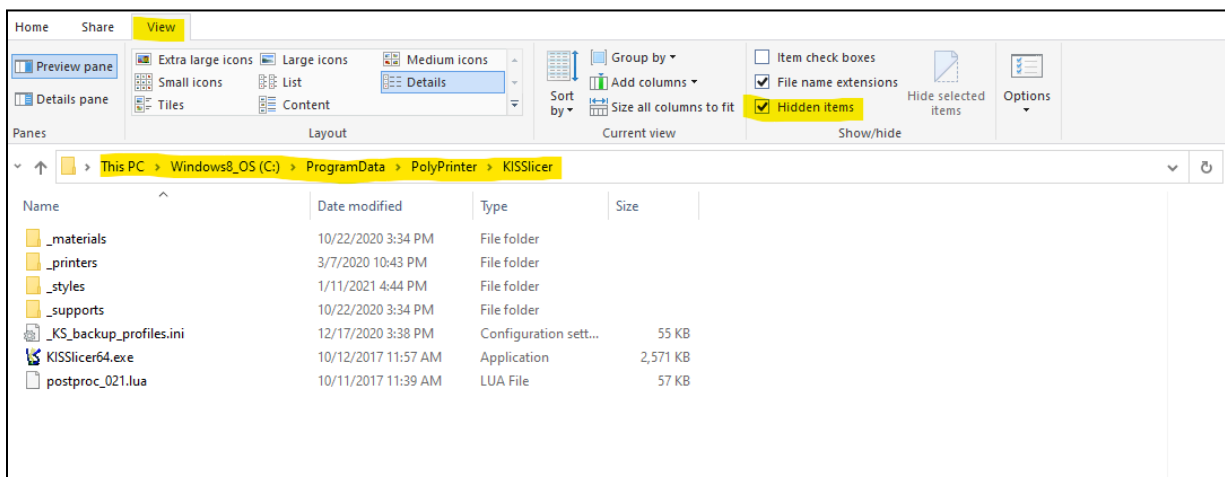 Home Share View
Preview pane
Details pane
Panes
Extra large icons Large icons Medium icons
Small icons List Details
Tiles Content
Layout
Sort by
Group by
Add columns
Size all columns to fit
Current view
Item check boxes
File name extensions
Hidden items
Hide selected items
Show/hide
Options
This PC > Windows8_OS (C:) > ProgramData > PolyPrinter > KISSlicer
Name Date modified Type Size
_materials 10/22/2020 3:34 PM File folder
_printers 3/7/2020 10:43 PM File folder
_styles 1/11/2021 4:44 PM File folder
_supports 10/22/2020 3:34 PM File folder
_KS_backup_profiles.ini 12/17/2020 3:38 PM Configuration sett... 55 KB
KISSlicer64.exe 10/12/2017 11:57 AM Application 2,571 KB
postproc_021.lua 10/11/2017 11:39 AM LUA File 57 KB